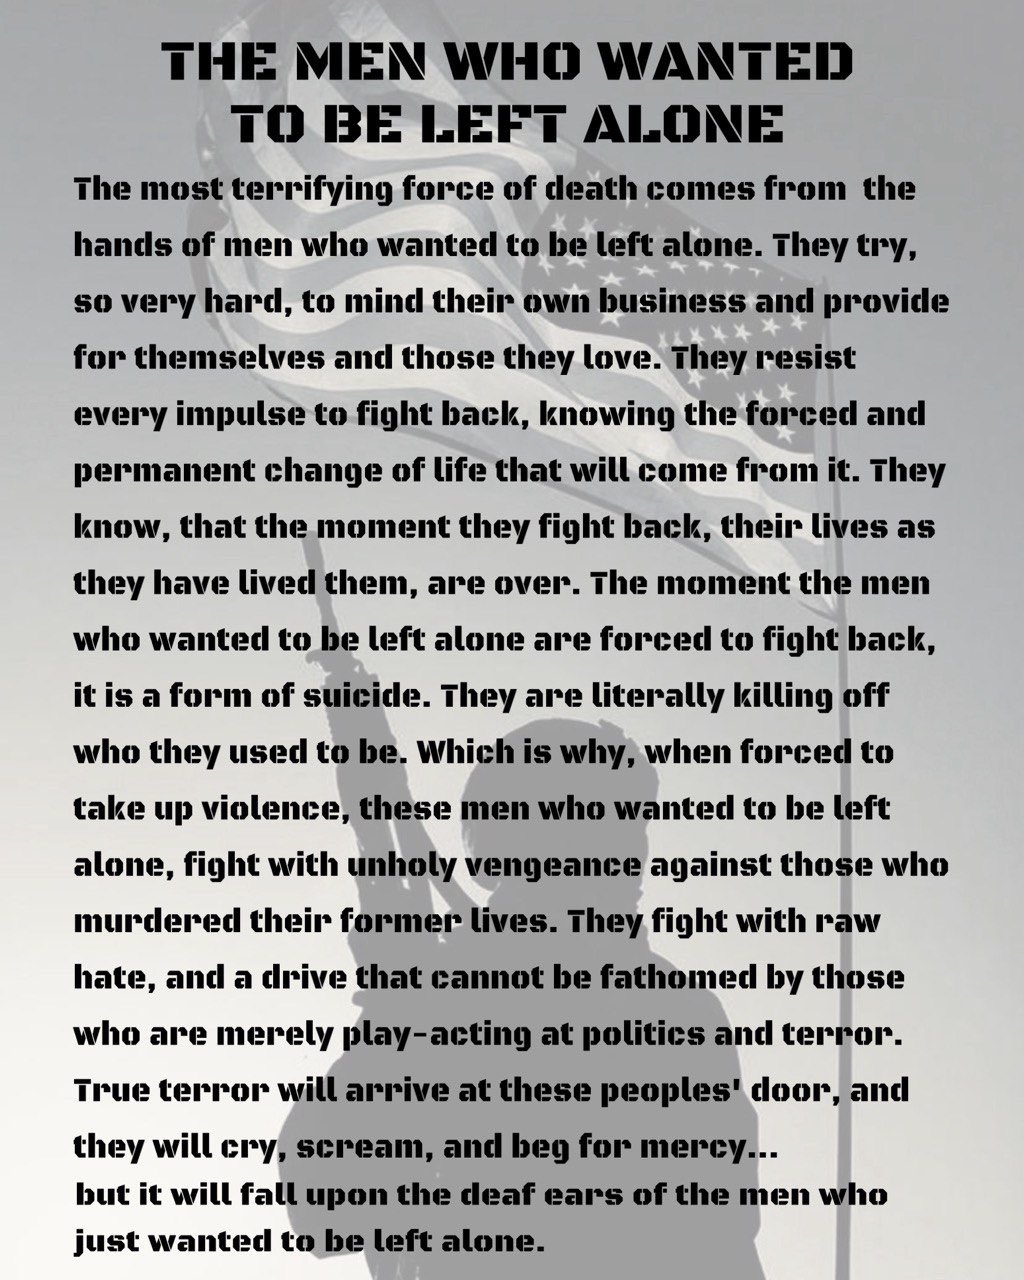 THE MEN WHO WANTED
TO BE LEFT ALONE
The most terrifying force of death comes from the
hands of men who wanted to be left alone. They try,
so very hard, to mind their own business and provide
for themselves and those they love. They resist
every impulse to fight back, knowing the forced and
permanent change of life that will come from it. They
know, that the moment they fight back, their lives as
they have lived them, are over. The moment the men
who wanted to be left alone are forced to fight back,
it is a form of suicide. They are literally killing off
who they used to be. Which is why, when forced to
take up violence, these men who wanted to be left
alone, fight with unholy vengeance against those who
murdered their former lives. They fight with raw
hate, and a drive that cannot be fathomed by those
who are merely play-acting at politics and terror.
True terror will arrive at these peoples' door, and
they will cry, scream, and beg for mercy...
but it will fall upon the deaf ears of the men who
just wanted to be left alone.